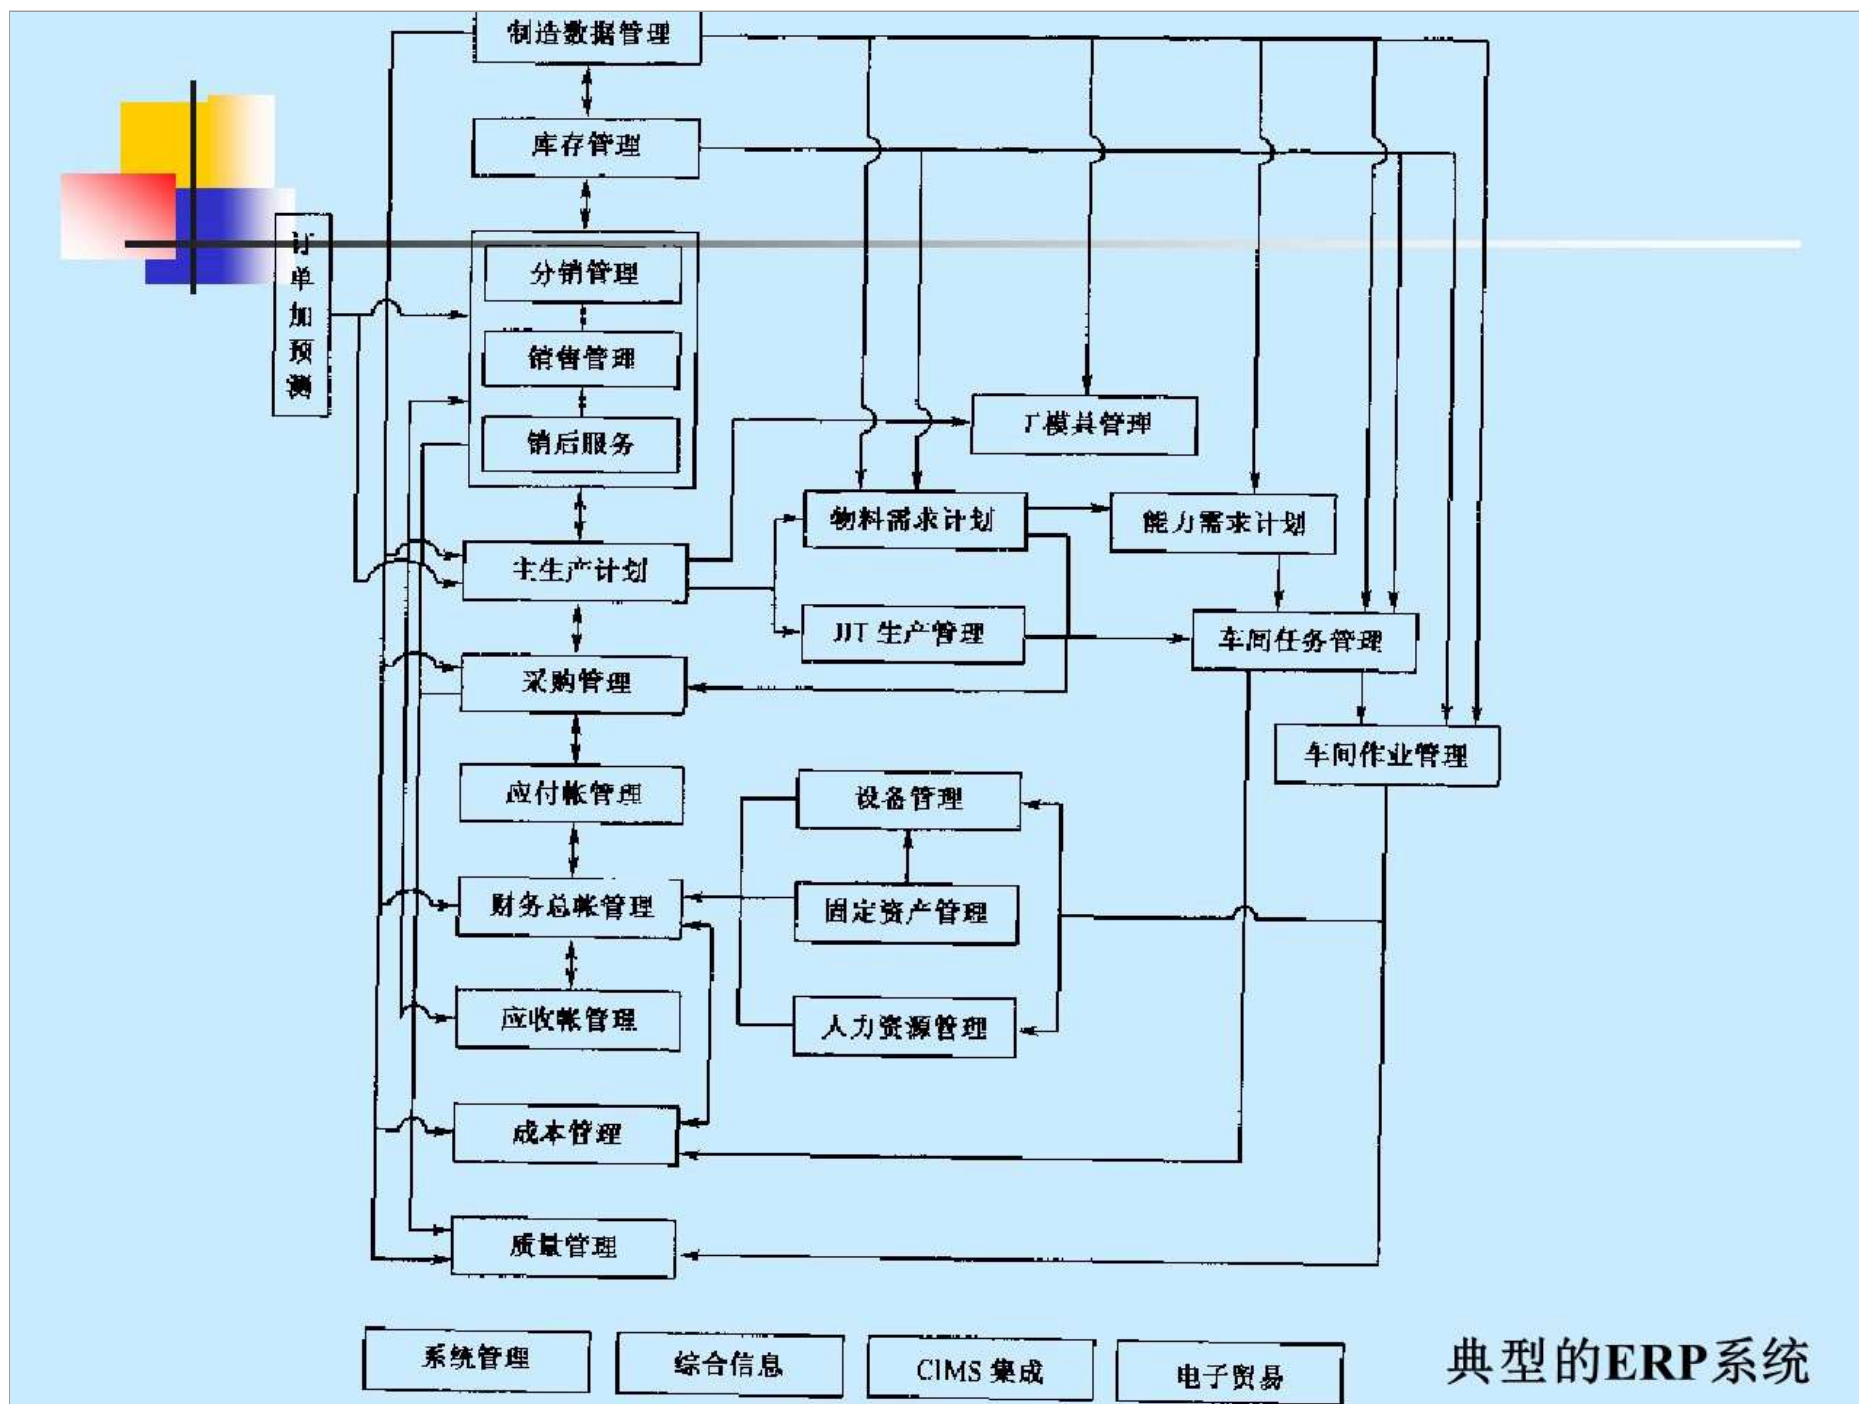 制造数据管理
库存管理
订单加预测
分销管理
销售管理
销后服务
工模具管理
物料需求计划
能力需求计划
主生产计划
JIT 生产管理
车间任务管理
采购管理
车间作业管理
应付帐管理
设备管理
财务总帐管理
固定资产管理
应收帐管理
人力资源管理
成本管理
质量管理
系统管理
综合信息
CIMS 集成
电子贸易
典型的ERP系统